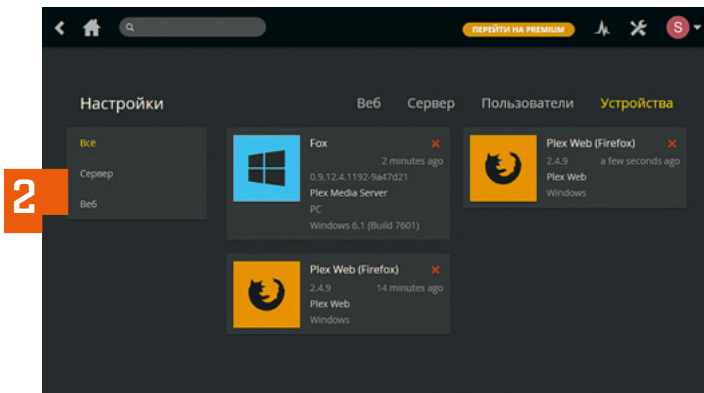 ПЕРЕЙТИ НА PREMIUM
S
Настройки
Веб Сервер Пользователи Устройства
Всё
Сервер
Веб
2
Fox
2 minutes ago
0.9.12.4.1192-9a47d21
Plex Media Server
PC
Windows 6.1 (Build 7601)
Plex Web (Firefox)
2.4.9 a few seconds ago
Plex Web
Windows
Plex Web (Firefox)
2.4.9 14 minutes ago
Plex Web
Windows